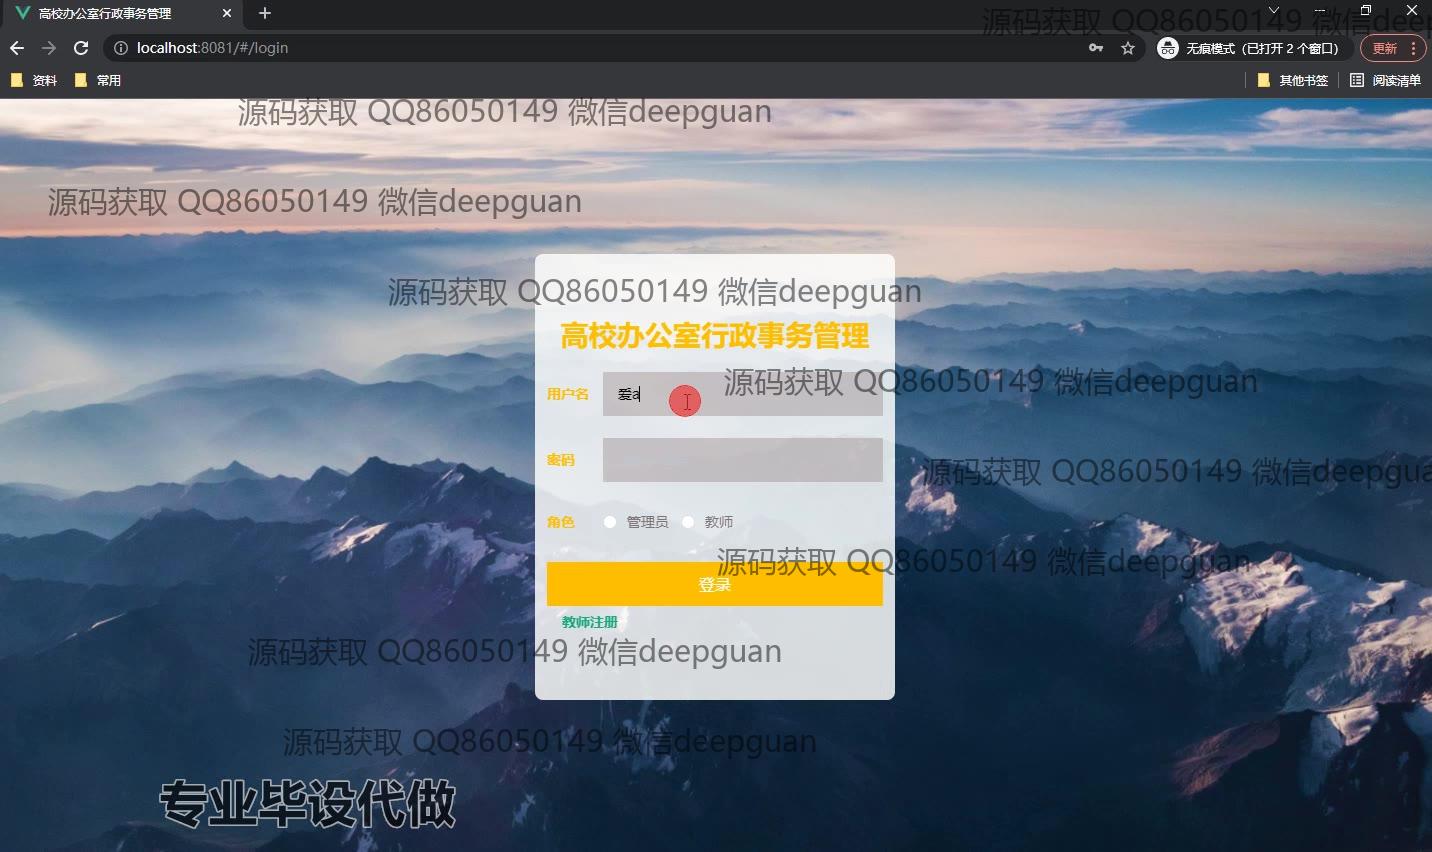 高校办公室行政事务管理
源码获取 QQ86050149 微信deep
localhost:8081/#/login
无痕模式（已打开 2 个窗口）
更新
资料
常用
其他书签
阅读清单
源码获取 QQ86050149 微信deepguan
源码获取 QQ86050149 微信deepguan
源码获取 QQ86050149 微信deepguan
高校办公室行政事务管理
源码获取 QQ86050149 微信deepguan
用户名
爱a
密码
源码获取 QQ86050149 微信deepgua
角色
管理员
教师
源码获取 QQ86050149 微信deepguan
登录
教师注册
源码获取 QQ86050149 微信deepguan
源码获取 QQ86050149 微信deepguan
专业毕设代做